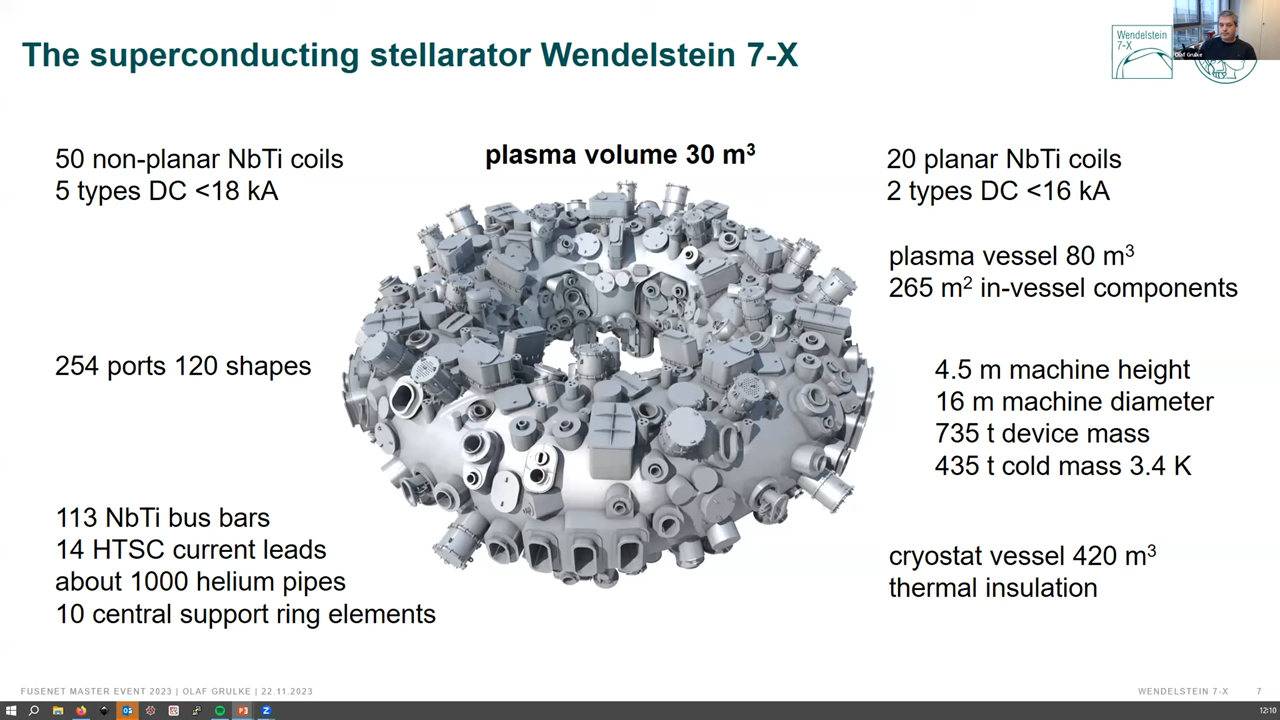 The superconducting stellarator Wendelstein 7-X
Wendelstein
7-X
Olaf Grulke
50 non-planar NbTi coils
5 types DC <18 kA
plasma volume 30 m³
20 planar NbTi coils
2 types DC <16 kA
plasma vessel 80 m³
265 m² in-vessel components
254 ports 120 shapes
4.5 m machine height
16 m machine diameter
735 t device mass
435 t cold mass 3.4 K
113 NbTi bus bars
14 HTSC current leads
about 1000 helium pipes
10 central support ring elements
cryostat vessel 420 m³
thermal insulation
FUSENET MASTER EVENT 2023 | OLAF GRULKE | 22.11.2023
WENDELSTEIN 7-X
7
12:10